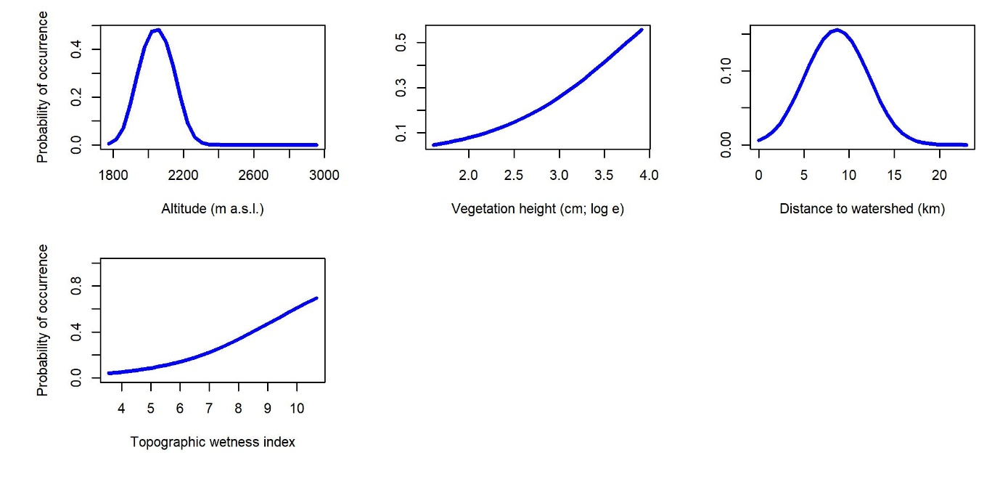 Probability of occurrence
0.0 0.2 0.4
1800 2200 2600 3000
Altitude (m a.s.l.)
0.1 0.3 0.5
2.0 2.5 3.0 3.5 4.0
Vegetation height (cm; log e)
0.00 0.10
0 5 10 15 20
Distance to watershed (km)
Probability of occurrence
0.0 0.4 0.8
4 5 6 7 8 9 10
Topographic wetness index